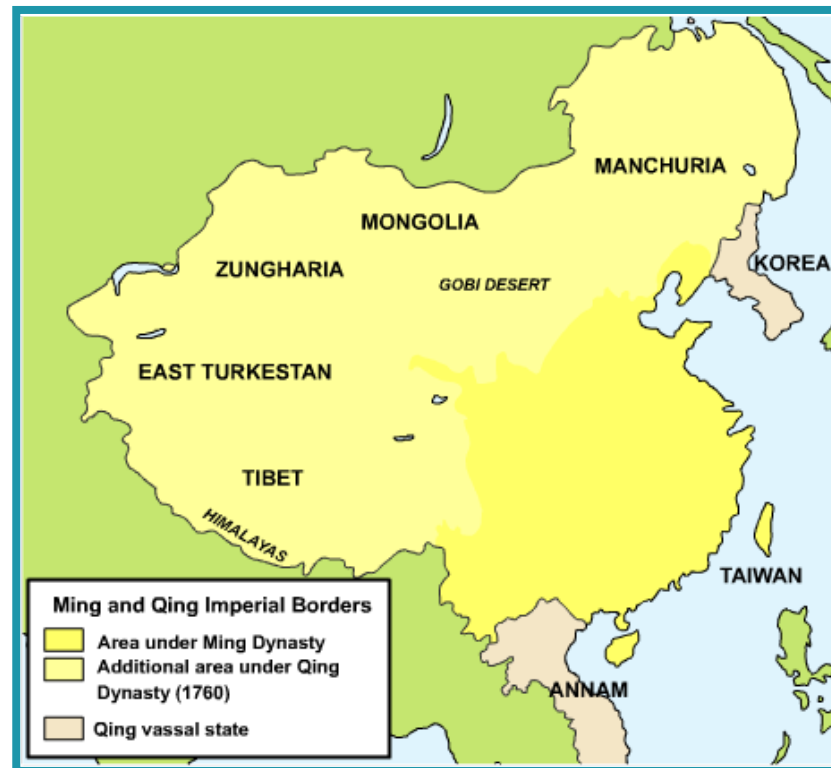 MANCHURIA
MONGOLIA
KOREA
ZUNGHARIA
GOBI DESERT
EAST TURKESTAN
TIBET
HIMALAYAS
TAIWAN
Ming and Qing Imperial Borders
Area under Ming Dynasty
Additional area under Qing
Dynasty (1760)
Qing vassal state
ANNAM